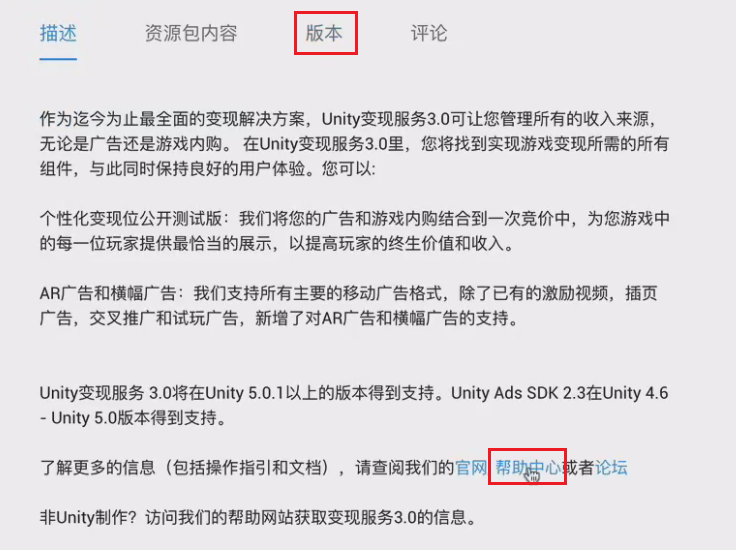 描述 资源包内容 版本 评论
作为迄今为止最全面的变现解决方案，Unity变现服务3.0可让您管理所有的收入来源，
无论是广告还是游戏内购。 在Unity变现服务3.0里，您将找到实现游戏变现所需的所有
组件，与此同时保持良好的用户体验。您可以:
个性化变现位公开测试版：我们将您的广告和游戏内购结合到一次竞价中，为您游戏中
的每一位玩家提供最恰当的展示，以提高玩家的终生价值和收入。
AR广告和横幅广告：我们支持所有主要的移动广告格式，除了已有的激励视频，插页
广告，交叉推广和试玩广告，新增了对AR广告和横幅广告的支持。
Unity变现服务 3.0将在Unity 5.0.1以上的版本得到支持。Unity Ads SDK 2.3在Unity 4.6
- Unity 5.0版本得到支持。
了解更多的信息（包括操作指引和文档），请查阅我们的官网 帮助中心或者论坛
非Unity制作？访问我们的帮助网站获取变现服务3.0的信息。